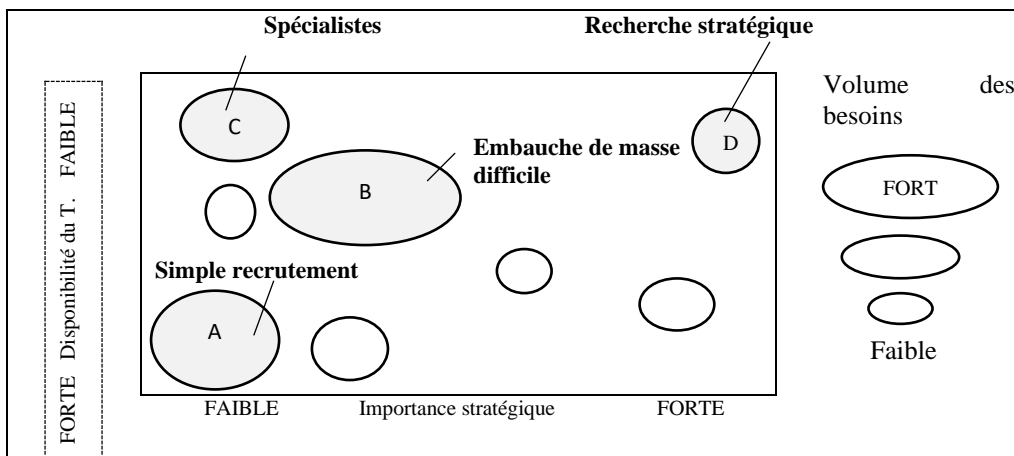 Spécialistes
Recherche stratégique
Volume des
besoins
C
D
Embauche de masse
difficile
B
FORT
Simple recrutement
A
Faible
FORTE Disponibilité du T. FAIBLE
FAIBLE Importance stratégique FORTE